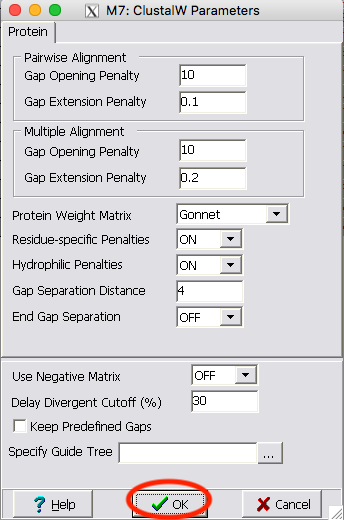 M7: ClustalW Parameters
Protein
Pairwise Alignment
Gap Opening Penalty 10
Gap Extension Penalty 0.1
Multiple Alignment
Gap Opening Penalty 10
Gap Extension Penalty 0.2
Protein Weight Matrix Gonnet
Residue-specific Penalties ON
Hydrophilic Penalties ON
Gap Separation Distance 4
End Gap Separation OFF
Use Negative Matrix OFF
Delay Divergent Cutoff (%) 30
Keep Predefined Gaps
Specify Guide Tree ...
? Help OK Cancel